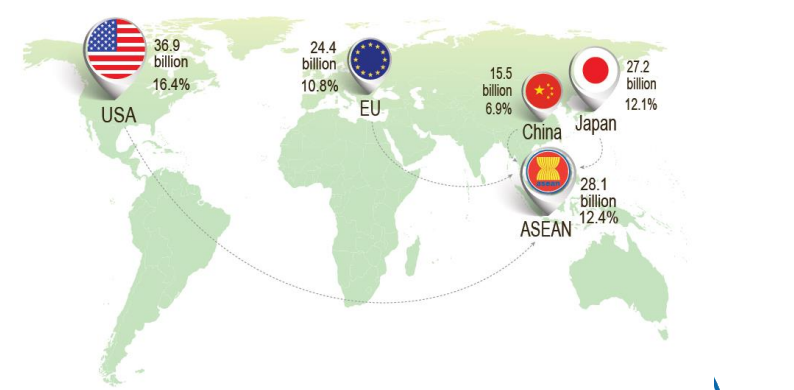 36.9
billion
16.4%
USA
24.4
billion
10.8%
EU
15.5
billion
6.9%
China
27.2
billion
12.1%
Japan
28.1
billion
12.4%
ASEAN